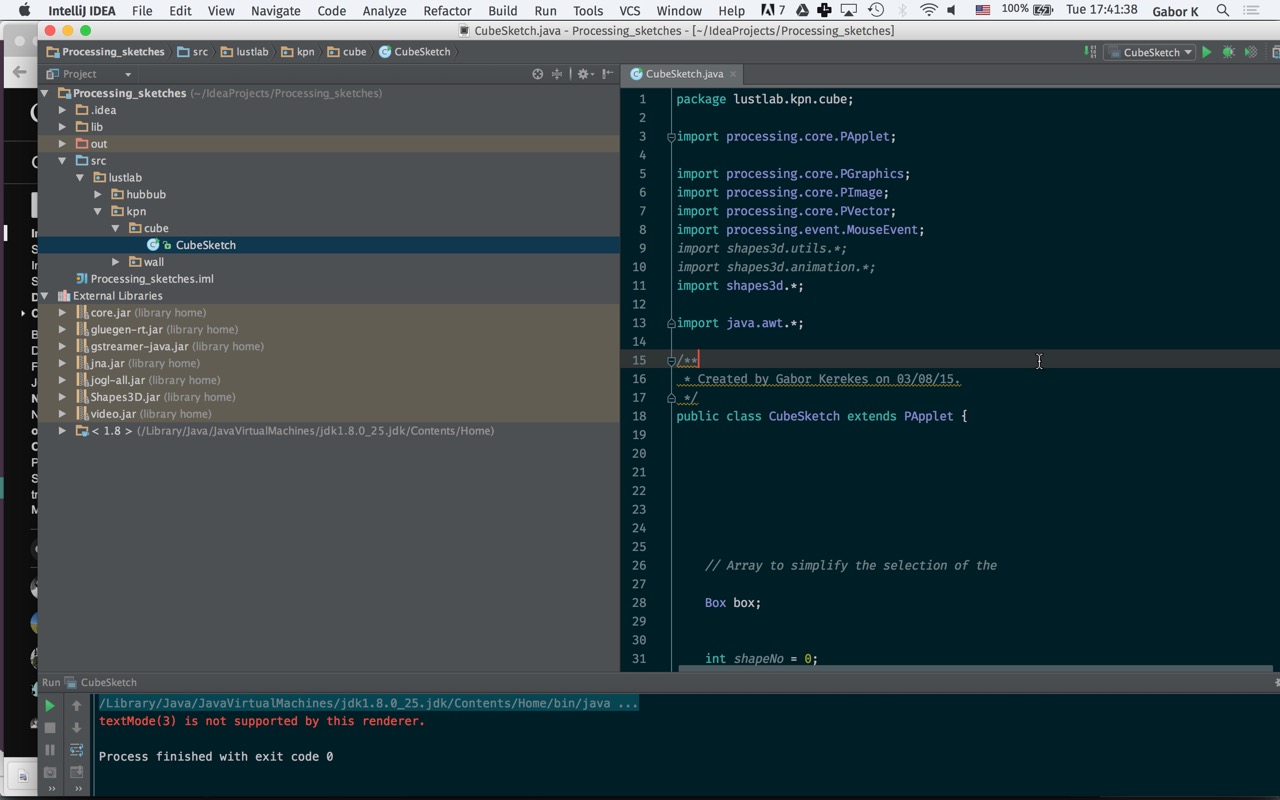 Intellij IDEA File Edit View Navigate Code Analyze Refactor Build Run Tools VCS Window Help 7 100% Tue 17:41:38 Gabor K
CubeSketch.java - Processing_sketches - [~/IdeaProjects/Processing_sketches]
Processing_sketches src lustlab kpn cube CubeSketch CubeSketch
Project CubeSketch.java
Processing_sketches (~/IdeaProjects/Processing_sketches)
.idea
lib
out
src
lustlab
hubbub
kpn
cube
CubeSketch
wall
Processing_sketches.iml
External Libraries
core.jar (library home)
gluegen-rt.jar (library home)
gstreamer-java.jar (library home)
jna.jar (library home)
jogl-all.jar (library home)
Shapes3D.jar (library home)
video.jar (library home)
< 1.8 > (/Library/Java/JavaVirtualMachines/jdk1.8.0_25.jdk/Contents/Home)
1 package lustlab.kpn.cube;
2
3 import processing.core.PApplet;
4
5 import processing.core.PGraphics;
6 import processing.core.PImage;
7 import processing.core.PVector;
8 import processing.event.MouseEvent;
9 import shapes3d.utils.*;
10 import shapes3d.animation.*;
11 import shapes3d.*;
12
13 import java.awt.*;
14
15 /**
16 * Created by Gabor Kerekes on 03/08/15.
17 */
18 public class CubeSketch extends PApplet {
19
20
21
22
23
24
25
26 // Array to simplify the selection of the
27
28 Box box;
29
30
31 int shapeNo = 0;
Run CubeSketch
/Library/Java/JavaVirtualMachines/jdk1.8.0_25.jdk/Contents/Home/bin/java ...
textMode(3) is not supported by this renderer.
Process finished with exit code 0